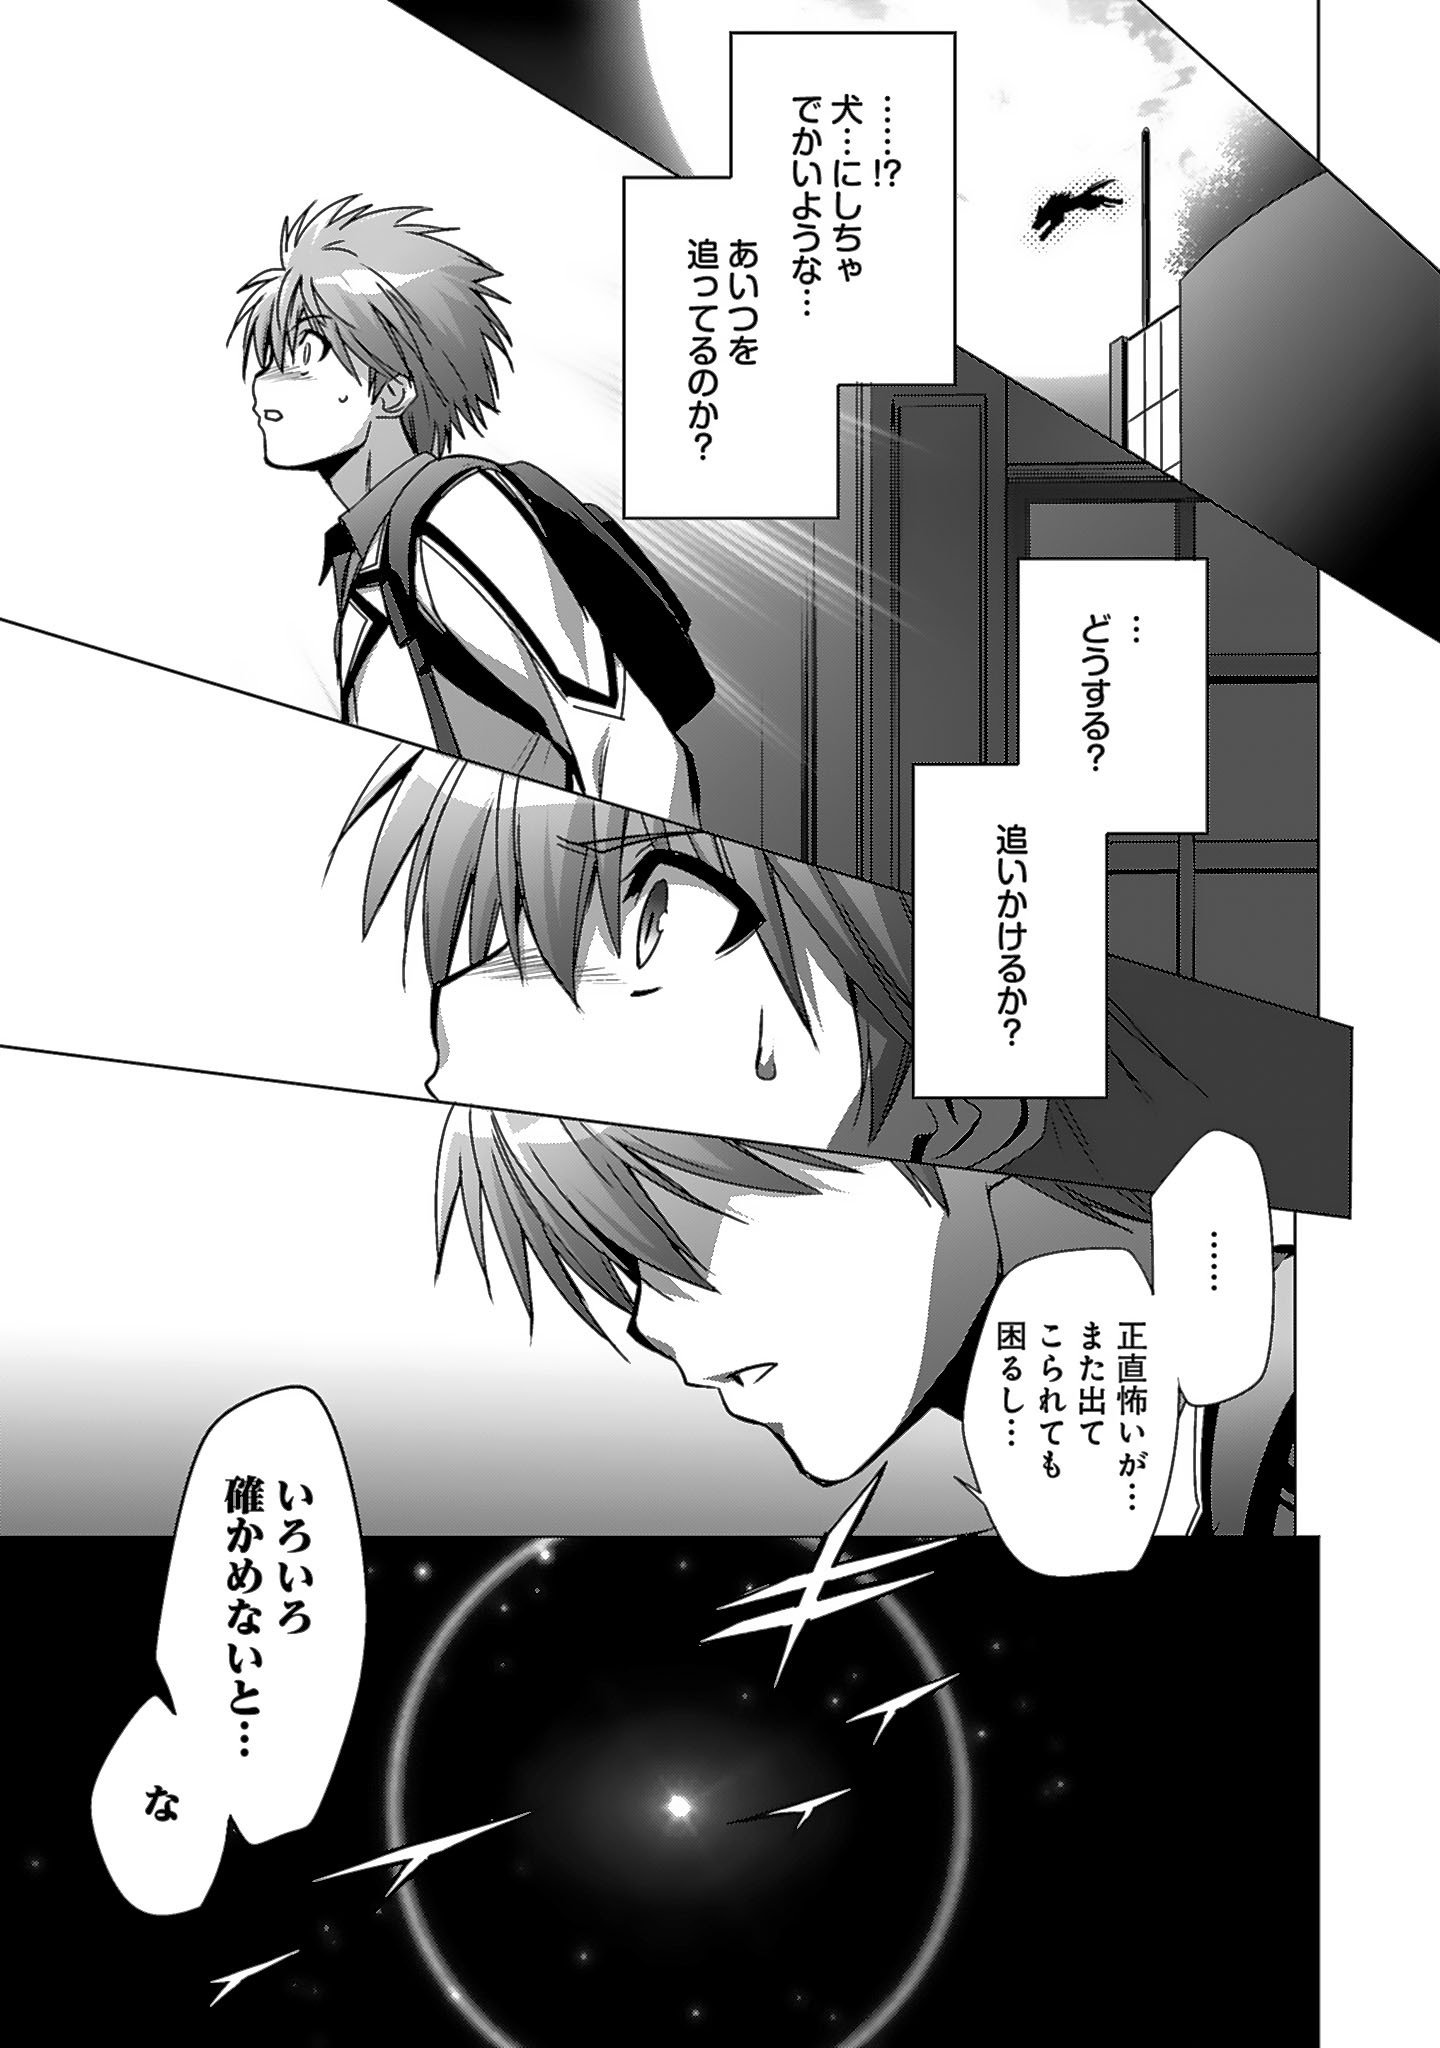 ……!?
犬…にしちゃ
でかいような…
あいつを
追ってるのか？
…
どうする？
追いかけるか？
……
正直怖いが…
また出て
こられても
困るし…
いろいろ
確かめないと…
な